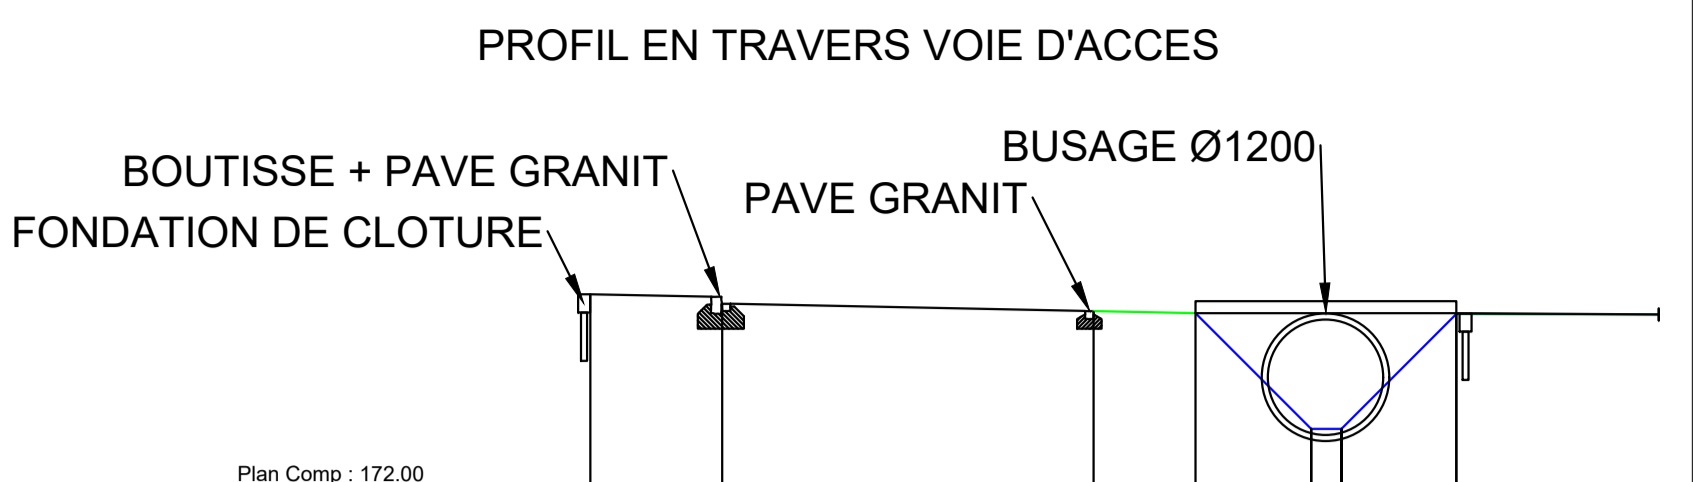 PROFIL EN TRAVERS VOIE D'ACCES
BUSAGE Ø1200
BOUTISSE + PAVE GRANIT
PAVE GRANIT
FONDATION DE CLOTURE
Plan Comp : 172.00